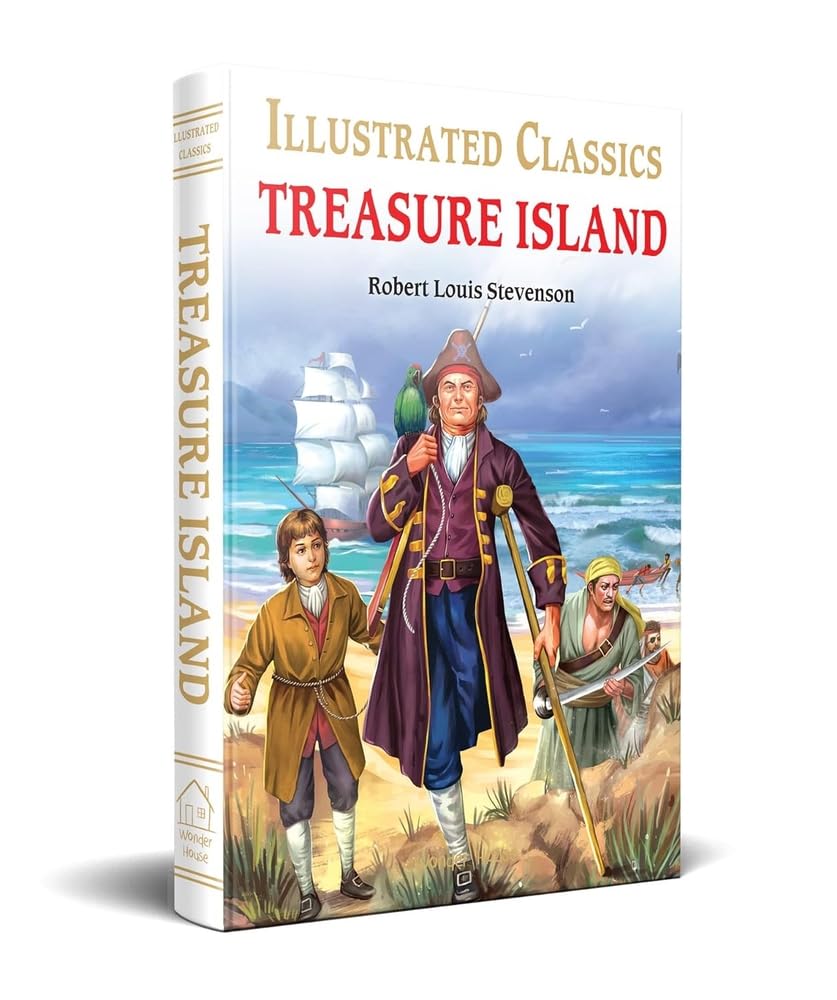 ILLUSTRATED
CLASSICS
TREASURE ISLAND
Wonder
House
ILLUSTRATED CLASSICS
TREASURE ISLAND
Robert Louis Stevenson